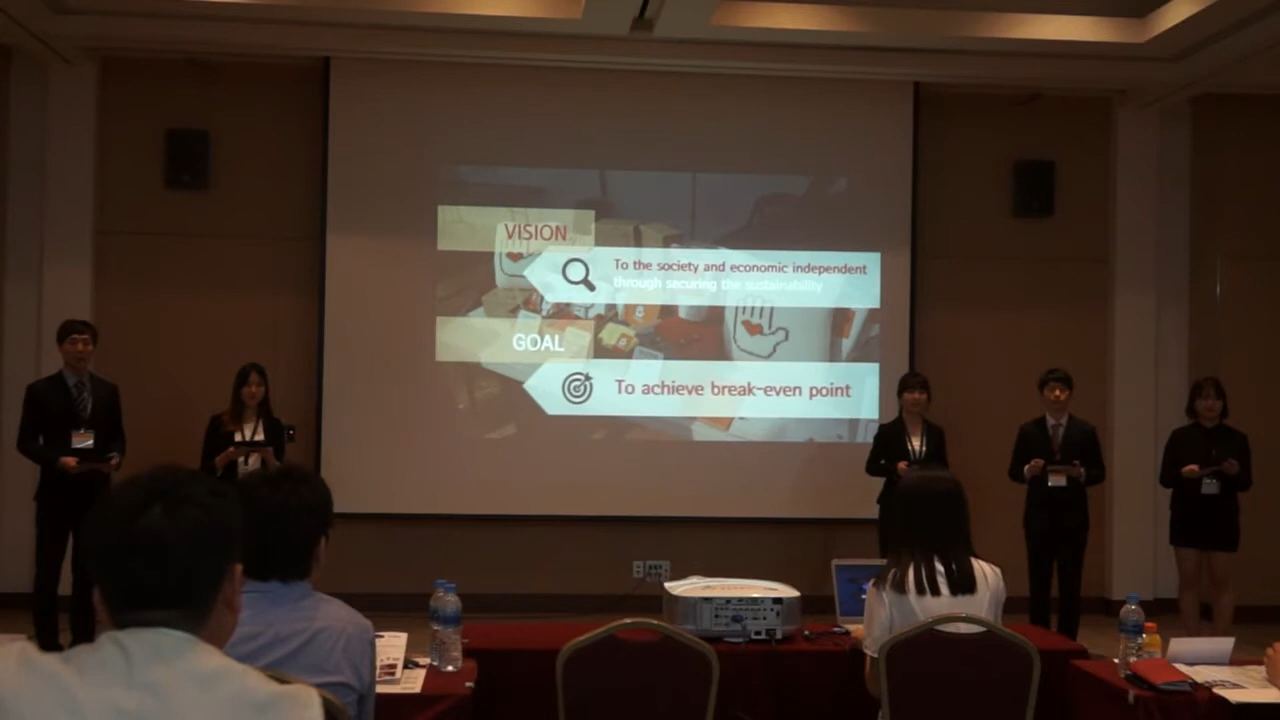 VISION
To the society and economic independent
through securing the sustainability
GOAL
To achieve break-even point